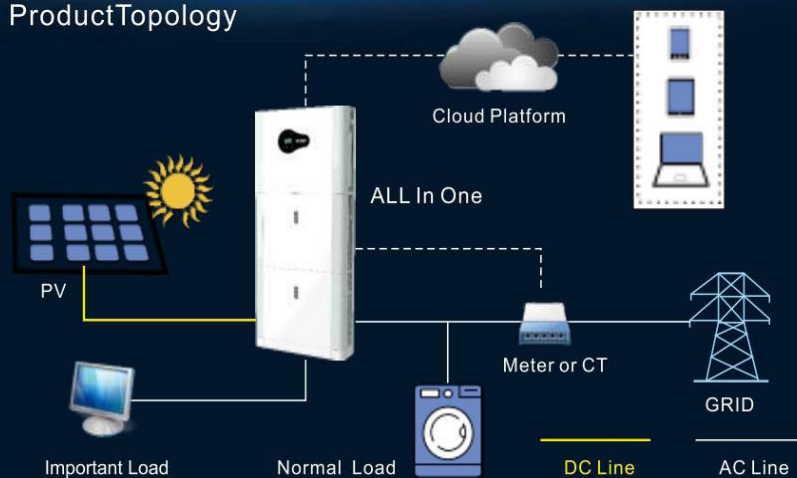 ProductTopology
Cloud Platform
ALL In One
PV
Meter or CT
GRID
Important Load
Normal Load
DC Line
AC Line